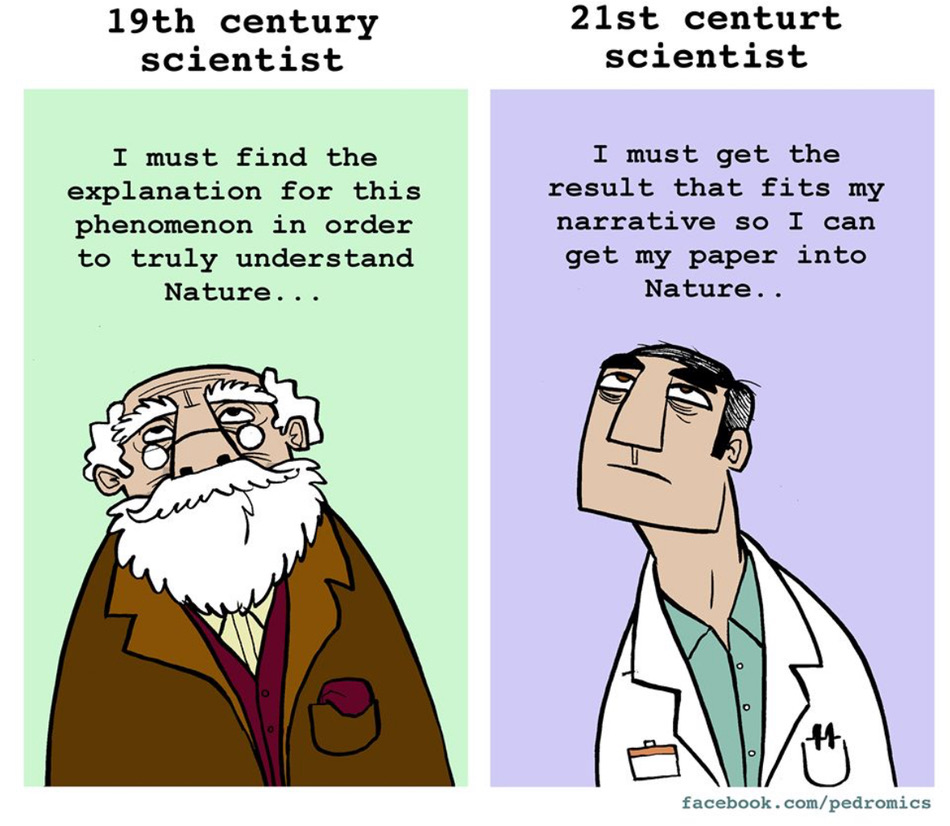 19th century
scientist
21st centurt
scientist
I must find the
explanation for this
phenomenon in order
to truly understand
Nature...
I must get the
result that fits my
narrative so I can
get my paper into
Nature..
facebook.com/pedromics